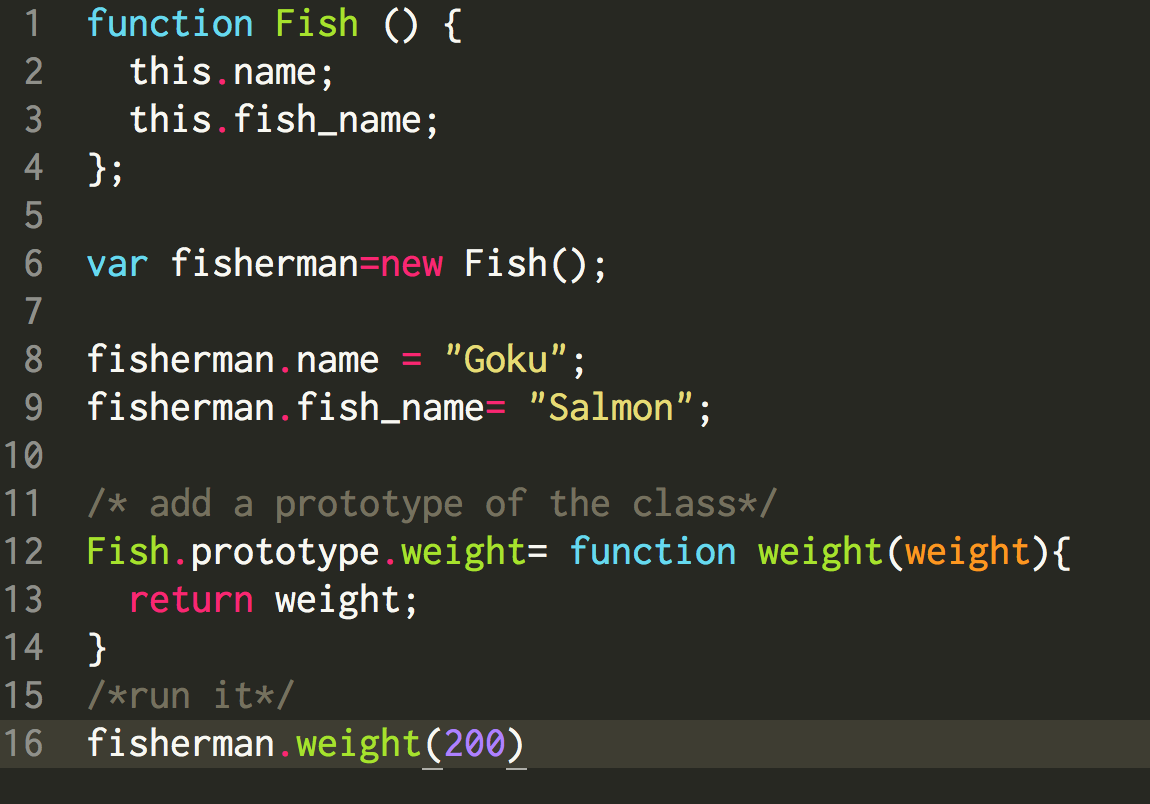 1 function Fish () {
2   this.name;
3   this.fish_name;
4 };
5
6 var fisherman=new Fish();
7
8 fisherman.name = "Goku";
9 fisherman.fish_name= "Salmon";
10
11 /* add a prototype of the class*/
12 Fish.prototype.weight= function weight(weight){
13   return weight;
14 }
15 /*run it*/
16 fisherman.weight(200)